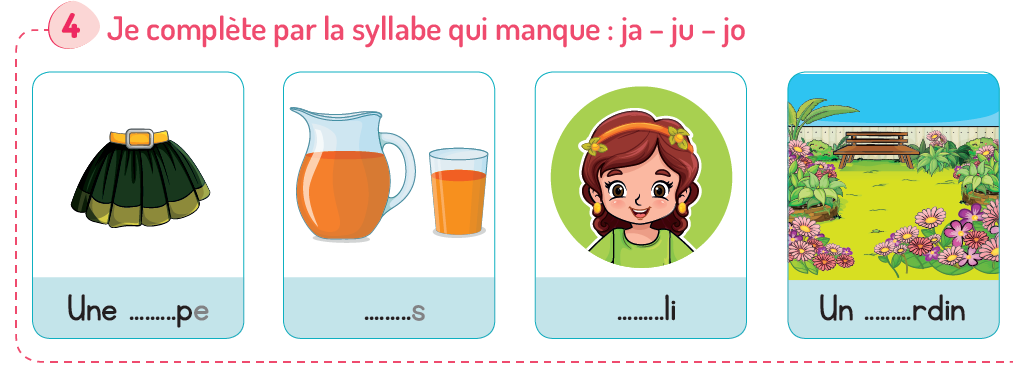 4 Je complète par la syllabe qui manque : ja – ju – jo
Une .........pe
.........s
.........li
Un .........rdin